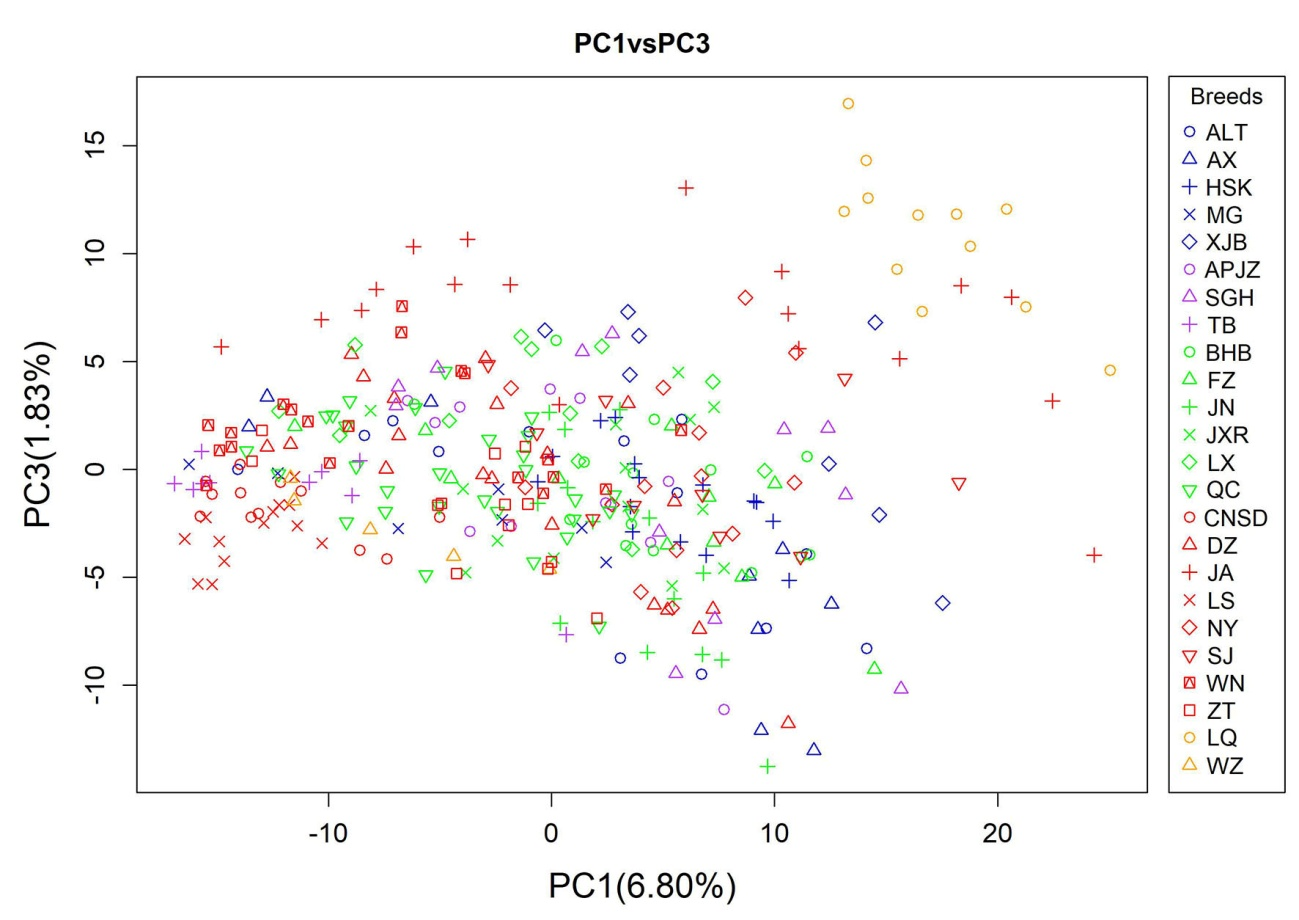 PC1vsPC3
PC3(1.83%)
15
10
5
0
-5
-10
-10 0 10 20
PC1(6.80%)
Breeds
ALT
AX
HSK
MG
XJB
APJZ
SGH
TB
BHB
FZ
JN
JXR
LX
QC
CNSD
DZ
JA
LS
NY
SJ
WN
ZT
LQ
WZ